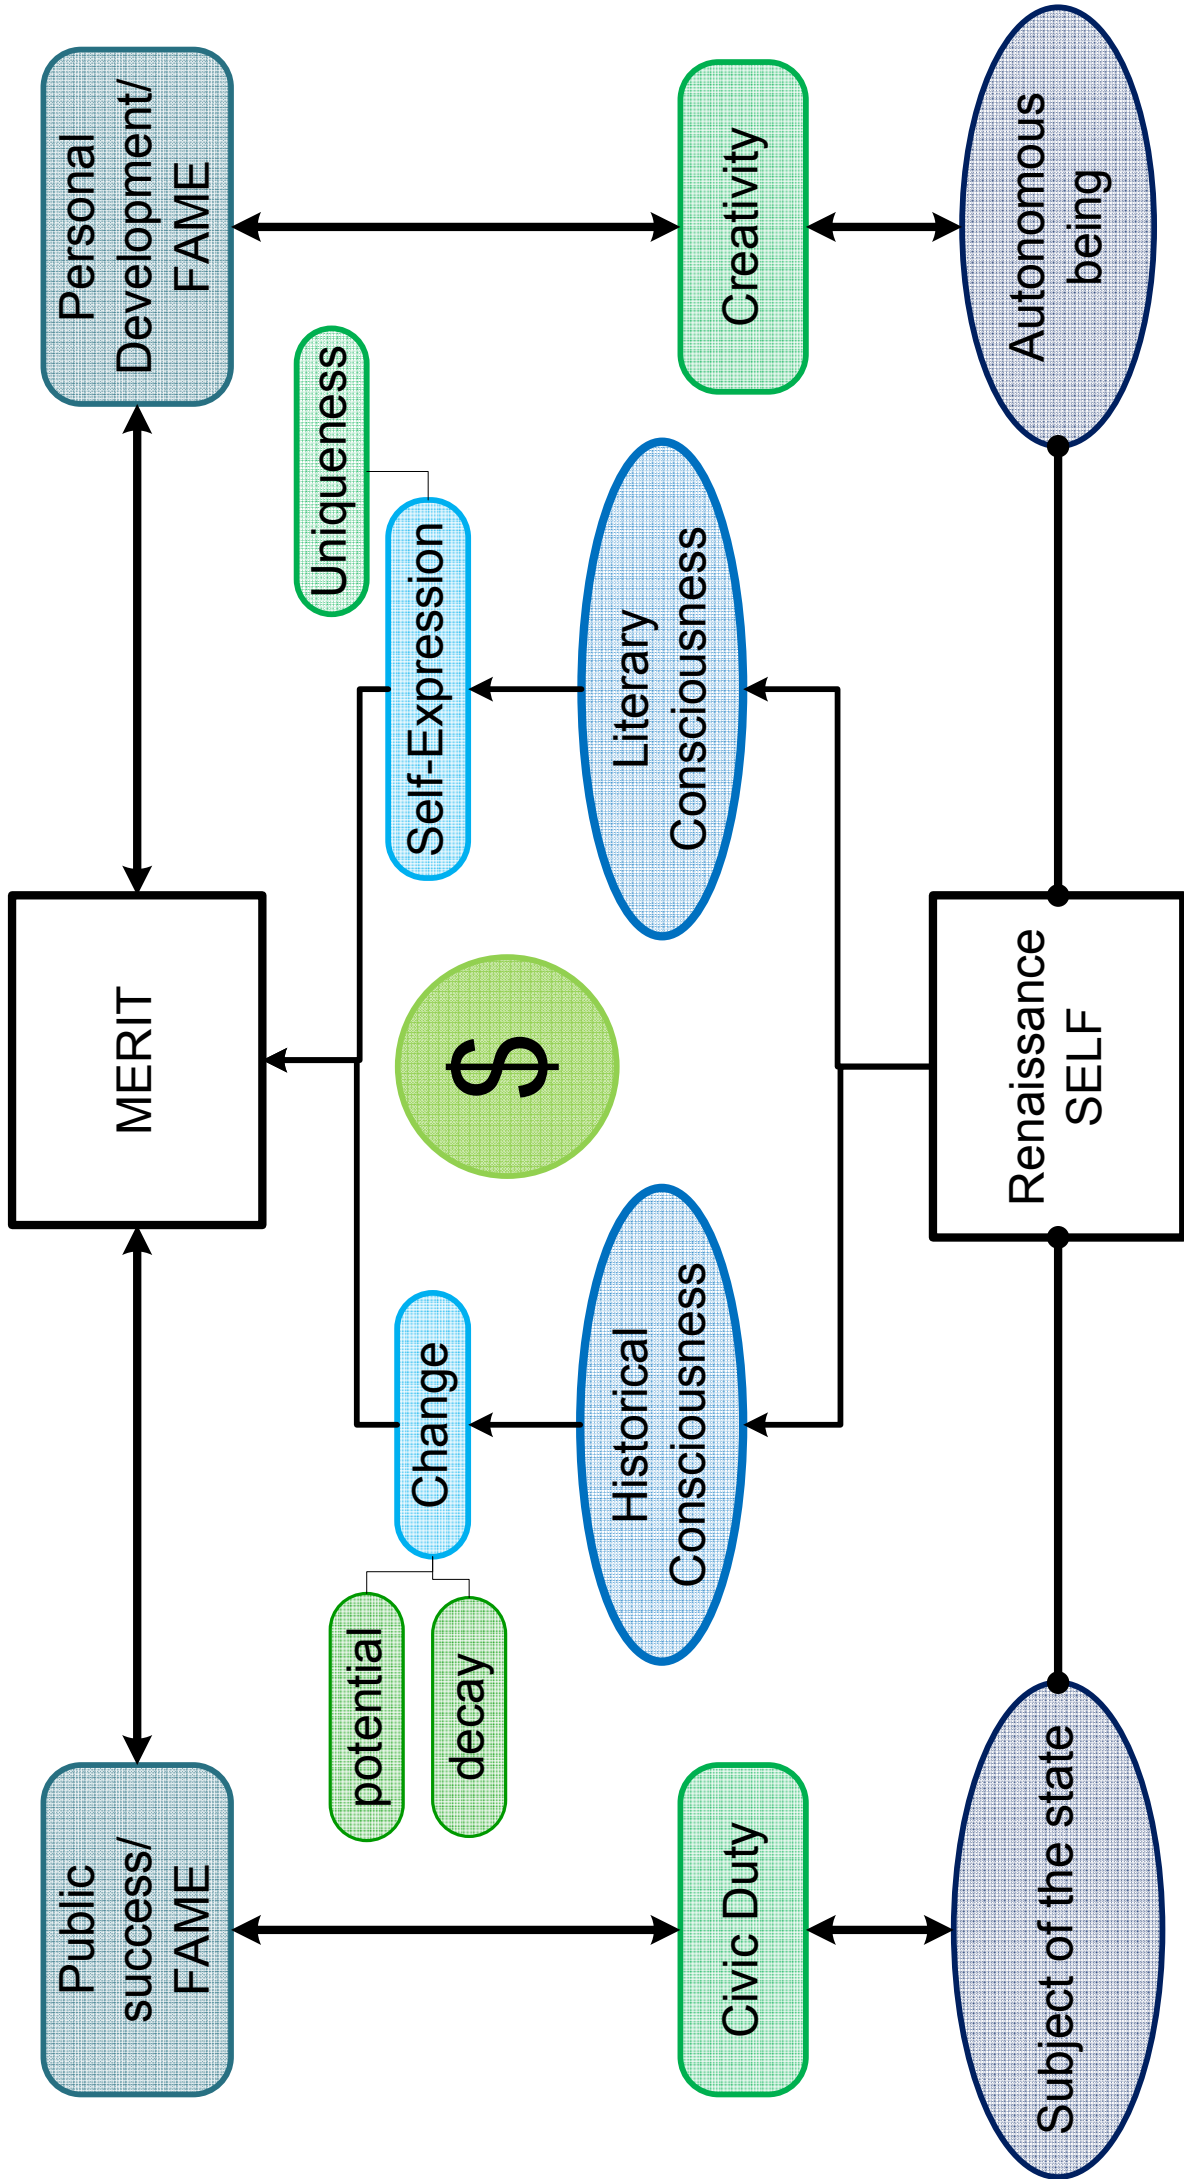 Public
success/
FAME
MERIT
Personal
Development/
FAME
Uniqueness
potential
Change
decay
Self-Expression
$
Historical
Consciousness
Literary
Consciousness
Civic Duty
Creativity
Subject of the state
Renaissance
SELF
Autonomous
being